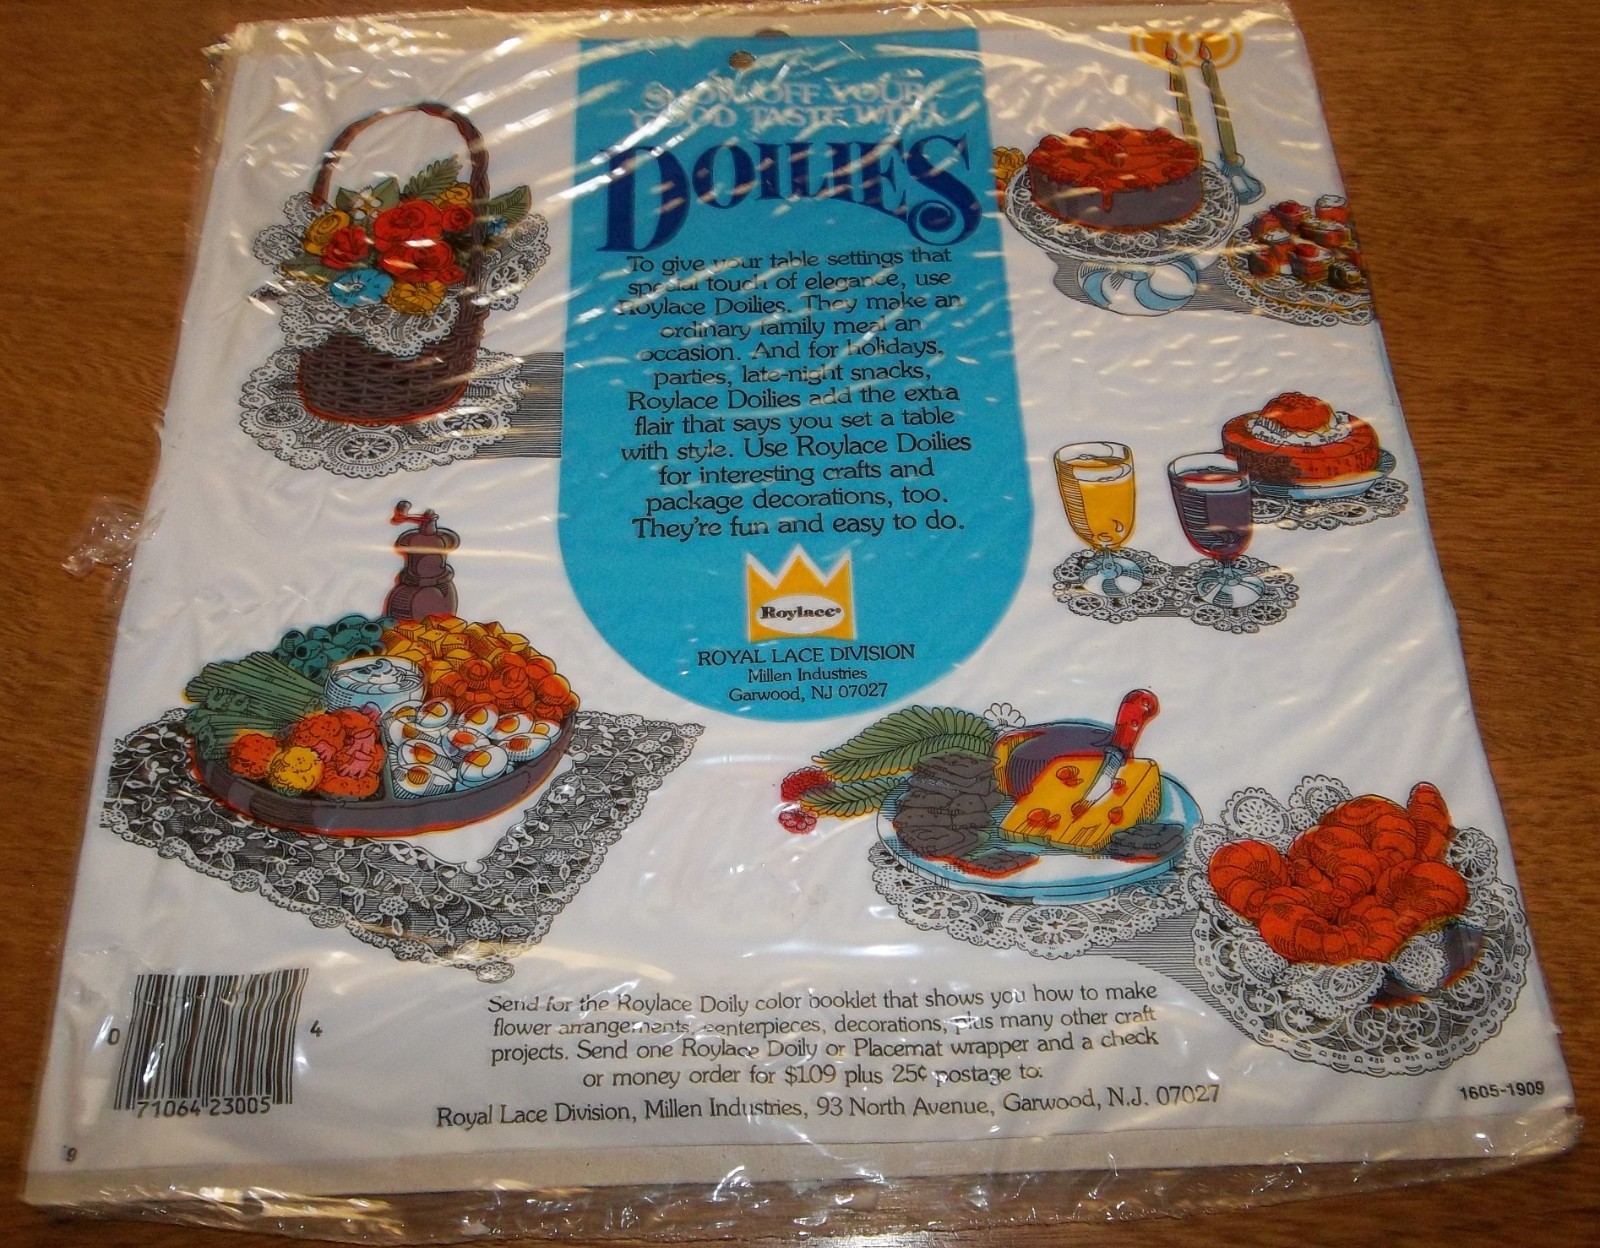 SHOW OFF YOUR
GOOD TASTE WITH
DOILIES
To give your table settings that
special touch of elegance, use
Roylace Doilies. They make an
ordinary family meal an
occasion. And for holidays,
parties, late-night snacks,
Roylace Doilies add the extra
flair that says you set a table
with style. Use Roylace Doilies
for interesting crafts and
package decorations, too.
They're fun and easy to do.
Roylace®
ROYAL LACE DIVISION
Millen Industries
Garwood, NJ 07027
Send for the Roylace Doily color booklet that shows you how to make
flower arrangements, centerpieces, decorations, plus many other craft
projects. Send one Roylace Doily or Placemat wrapper and a check
or money order for $1.09 plus 25¢ postage to:
Royal Lace Division, Millen Industries, 93 North Avenue, Garwood, N.J. 07027
0 71064 23005 4
1605-1909
9